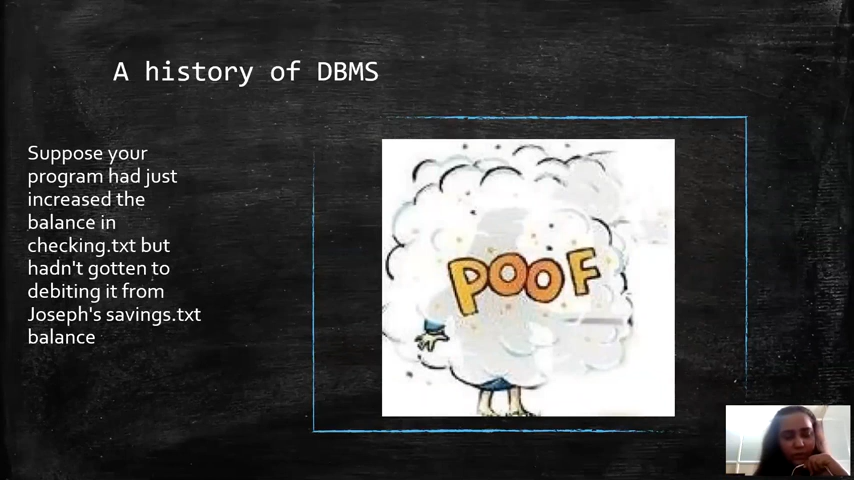 A history of DBMS
Suppose your
program had just
increased the
balance in
checking.txt but
hadn't gotten to
debiting it from
Joseph's savings.txt
balance
POOF